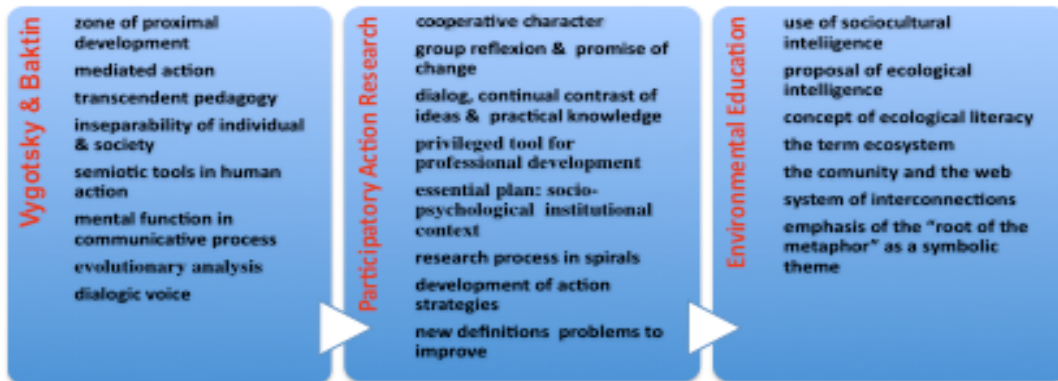 Vygotsky & Baktin
zone of proximal
development
mediated action
transcendent pedagogy
inseparability of individual
& society
semiotic tools in human
action
mental function in
communicative process
evolutionary analysis
dialogic voice
Participatory Action Research
cooperative character
group reflexion & promise of
change
dialog, continual contrast of
ideas & practical knowledge
privileged tool for
professional development
essential plan: socio-
psychological institutional
context
research process in spirals
development of action
strategies
new definitions problems to
improve
Environmental Education
use of sociocultural
inteliigence
proposal of ecological
intelligence
concept of ecological literacy
the term ecosystem
the comunity and the web
system of interconnections
emphasis of the "root of the
metaphor" as a symbolic
theme